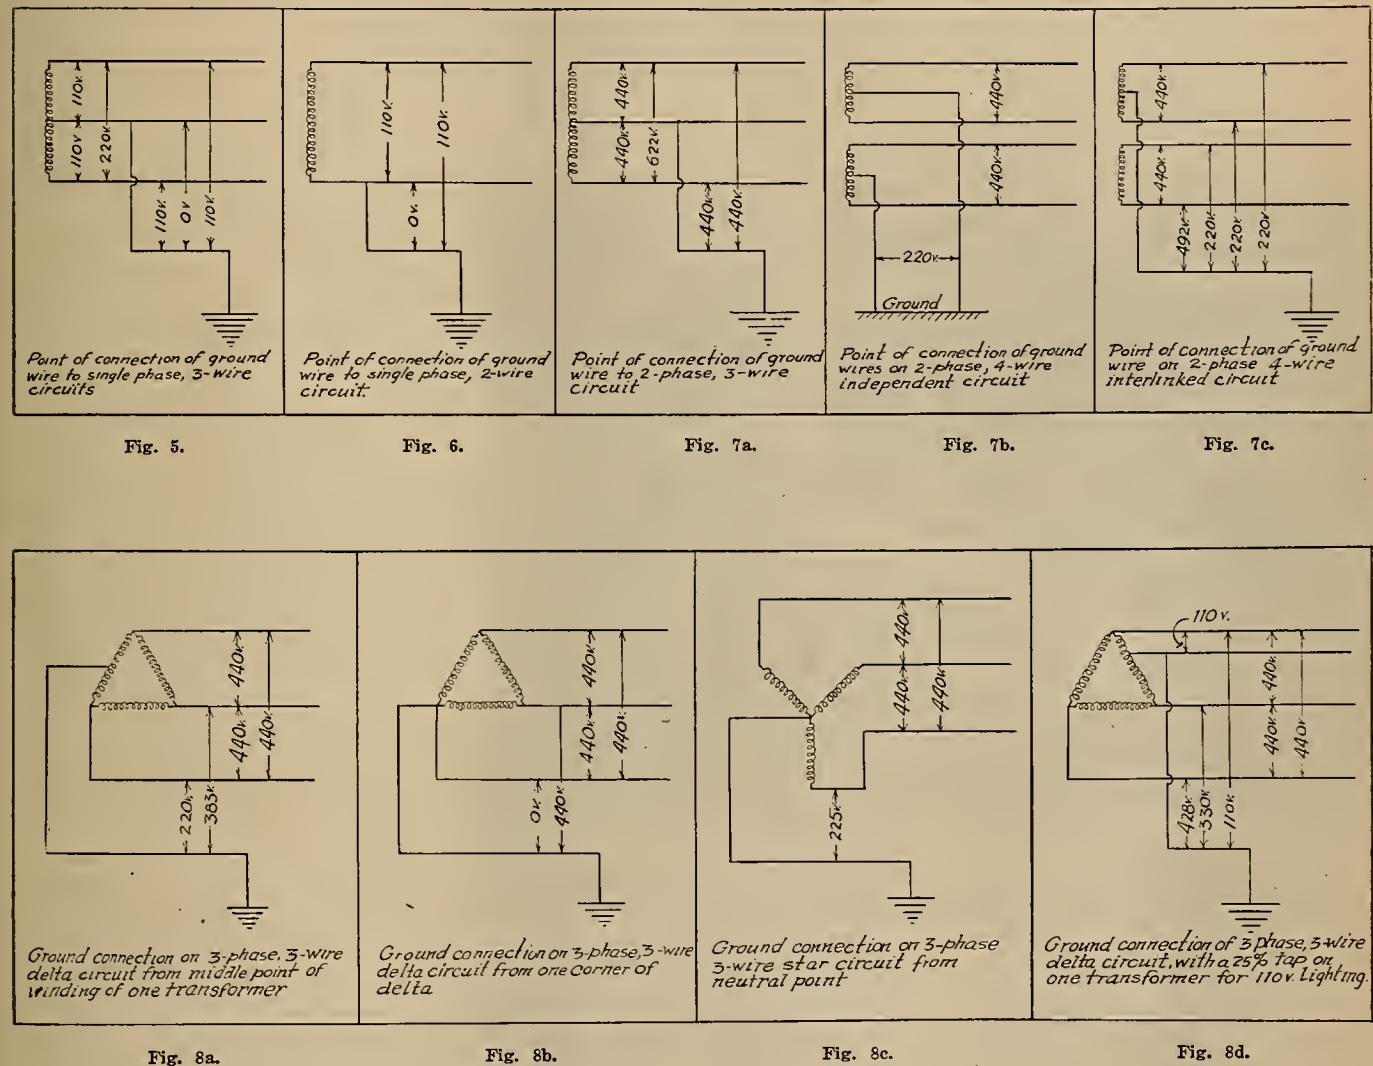 110v.
110v
220v.
110v.
0v
110v.
Point of connection of ground
wire to single phase, 3-wire
circuits
110v.
110v.
0v.
Point of connection of ground
wire to single phase, 2-wire
circuit.
440v.
440v.
622v.
440v.
440v.
Point of connection of ground
wire to 2-phase, 3-wire
circuit
440v.
440v.
220v.
Ground
Point of connection of ground
wires on 2-phase, 4-wire
independent circuit
440v.
440v.
492v.
220v.
220v.
220v.
Point of connection of ground
wire on 2-phase 4-wire
interlinked circuit
Fig. 5.
Fig. 6.
Fig. 7a.
Fig. 7b.
Fig. 7c.
440v.
440v.
440v.
220v.
383v.
Ground connection on 3-phase, 3-wire
delta circuit from middle point of
winding of one transformer
440v.
440v.
440v.
0v.
440v.
Ground connection on 3-phase, 3-wire
delta circuit from one corner of
delta
440v.
440v.
440v.
225v.
Ground connection on 3-phase
3-wire star circuit from
neutral point
110v.
440v.
440v.
440v.
428v.
330v.
110v.
Ground connection of 3 phase, 3-wire
delta circuit, with a 25% tap on
one transformer for 110v. Lighting.
Fig. 8a.
Fig. 8b.
Fig. 8c.
Fig. 8d.